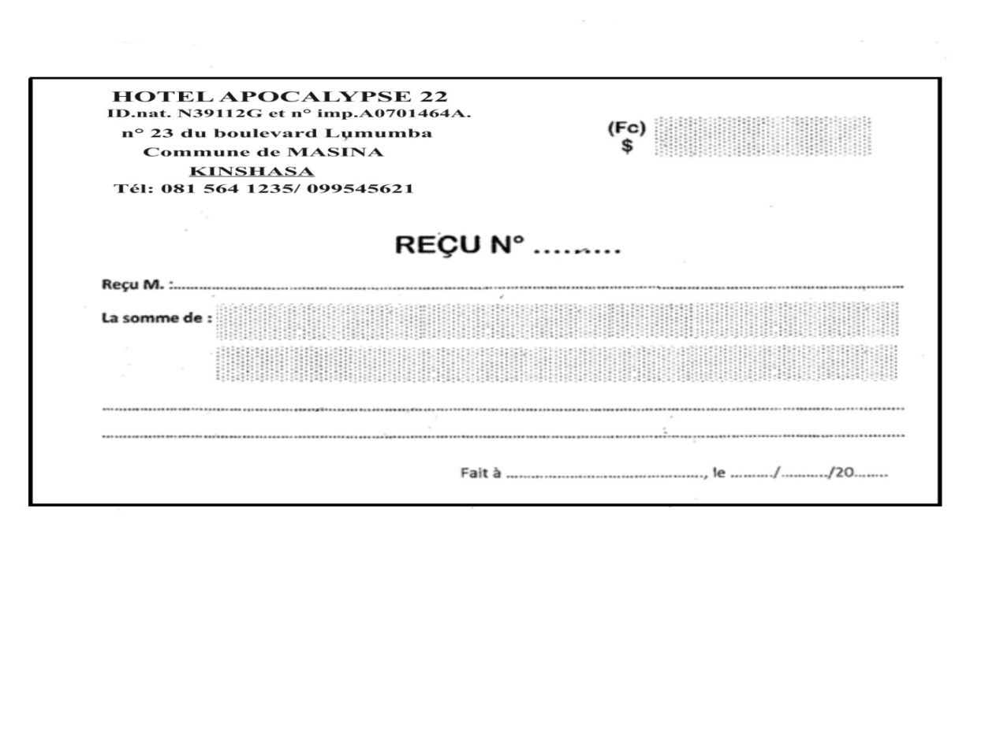 HOTEL APOCALYPSE 22
ID.nat. N39112G et n° imp.A0701464A.
n° 23 du boulevard Lumumba
Commune de MASINA
KINSHASA
Tél: 081 564 1235/ 099545621
(Fc)
$
REÇU N° .........
Reçu M. :..........
La somme de :
Fait à .........., le ........../.........../20........